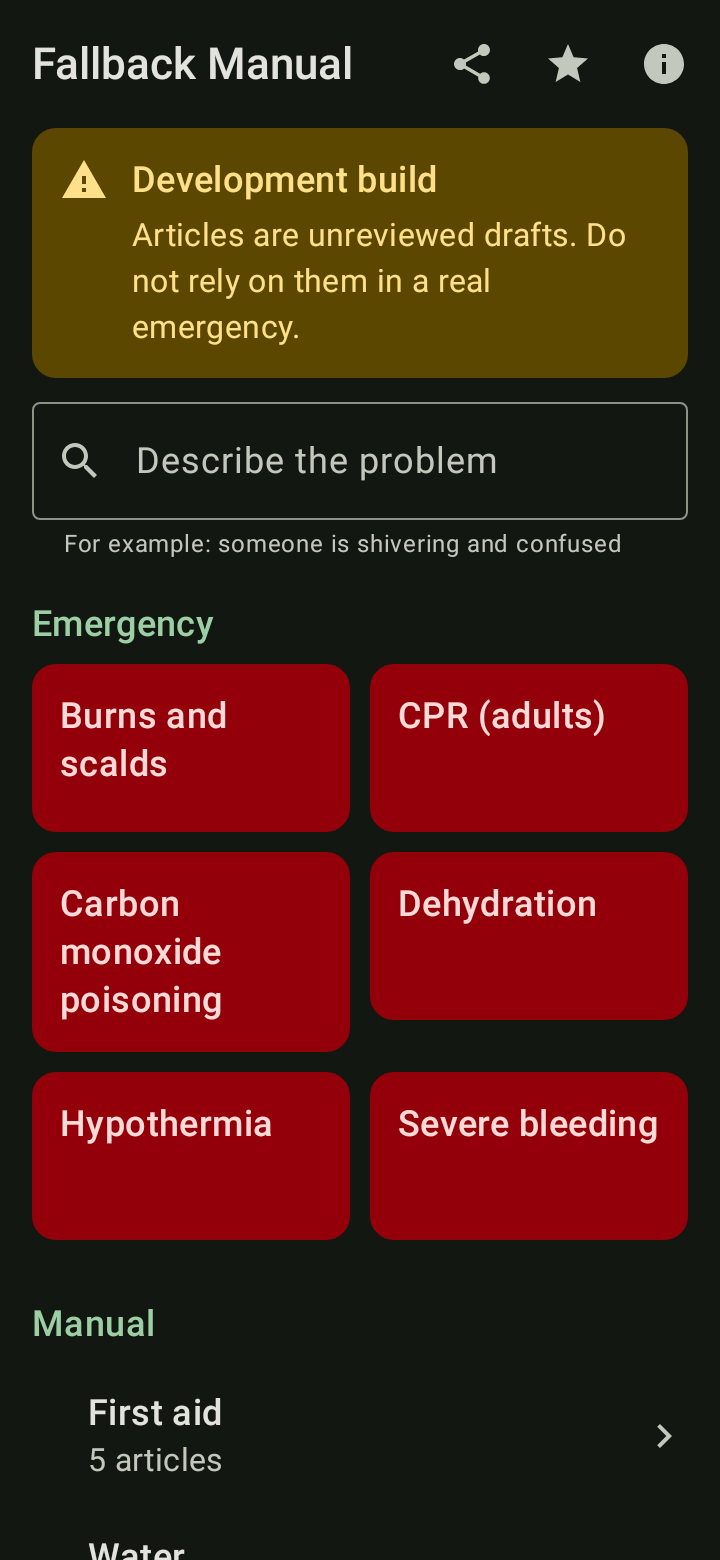 Fallback Manual
Development build
Articles are unreviewed drafts. Do
not rely on them in a real
emergency.
Describe the problem
For example: someone is shivering and confused
Emergency
Burns and
scalds
CPR (adults)
Carbon
monoxide
poisoning
Dehydration
Hypothermia
Severe bleeding
Manual
First aid
5 articles
Water